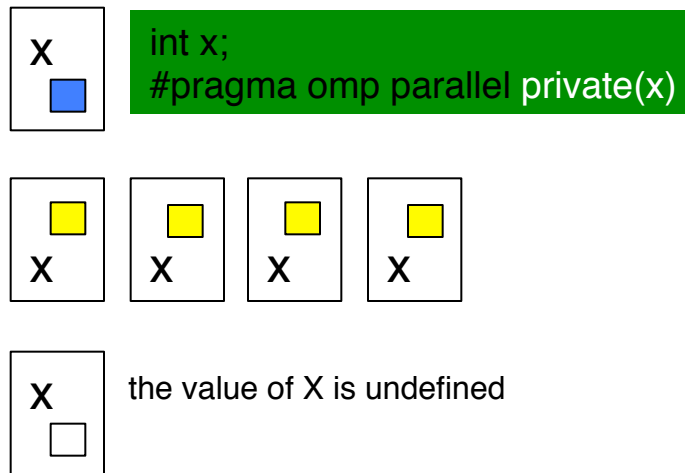 X
int x;
#pragma omp parallel private(x)
X X X X
X
the value of X is undefined